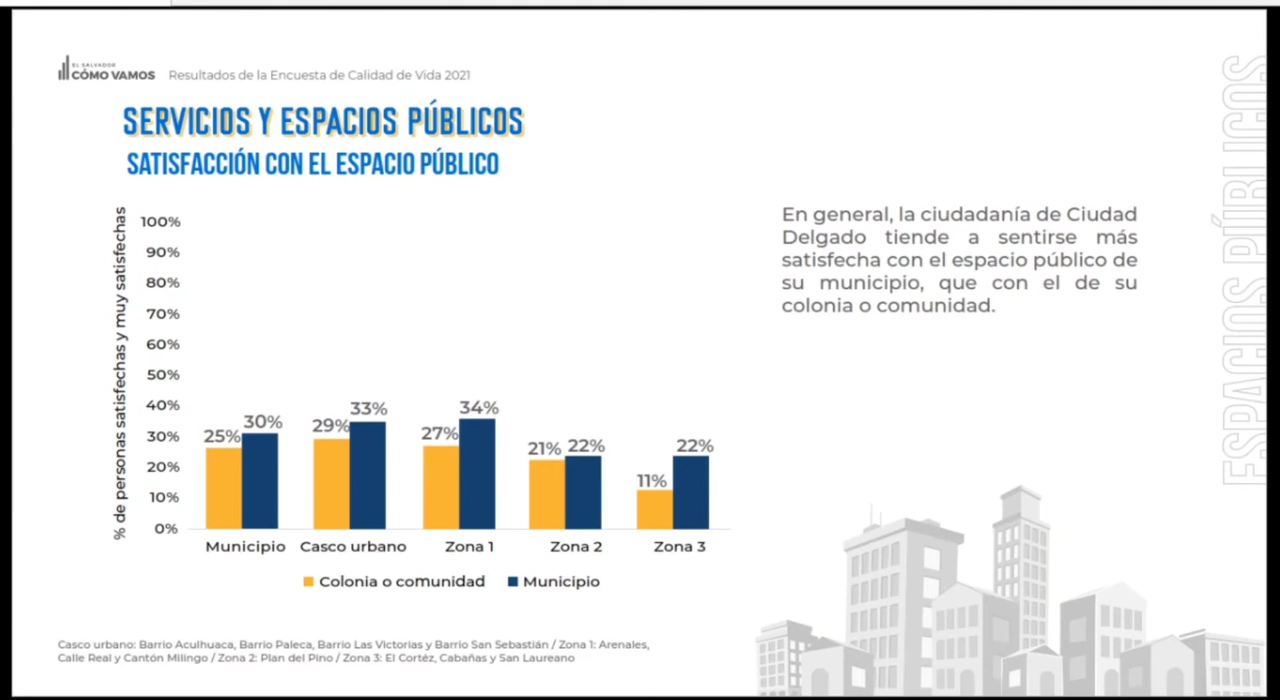 EL SALVADOR
CÓMO VAMOS Resultados de la Encuesta de Calidad de Vida 2021
SERVICIOS Y ESPACIOS PÚBLICOS
SATISFACCIÓN CON EL ESPACIO PÚBLICO
% de personas satisfechas y muy satisfechas
100%
90%
80%
70%
60%
50%
40%
30%
20%
10%
0%
25% 30% 29% 33% 27% 34% 21% 22% 11% 22%
Municipio Casco urbano Zona 1 Zona 2 Zona 3
Colonia o comunidad Municipio
En general, la ciudadanía de Ciudad
Delgado tiende a sentirse más
satisfecha con el espacio público de
su municipio, que con el de su
colonia o comunidad.
ESPACIOS PÚBLICOS
Casco urbano: Barrio Aculhuaca, Barrio Paleca, Barrio Las Victorias y Barrio San Sebastián / Zona 1: Arenales,
Calle Real y Cantón Milingo / Zona 2: Plan del Pino / Zona 3: El Cortéz, Cabañas y San Laureano